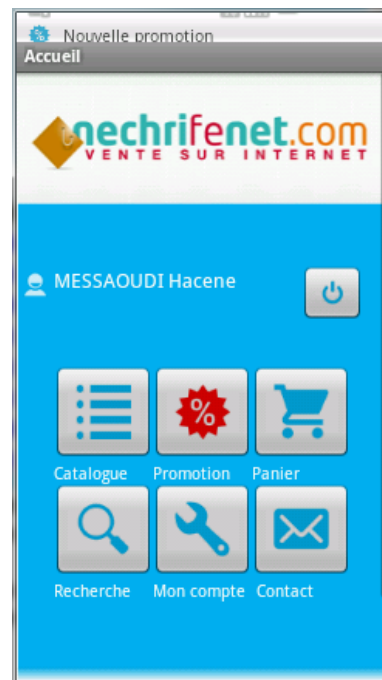 Nouvelle promotion
Accueil
nechrifenet.com
VENTE SUR INTERNET
MESSAOUDI Hacene
%
Catalogue Promotion Panier
Recherche Mon compte Contact